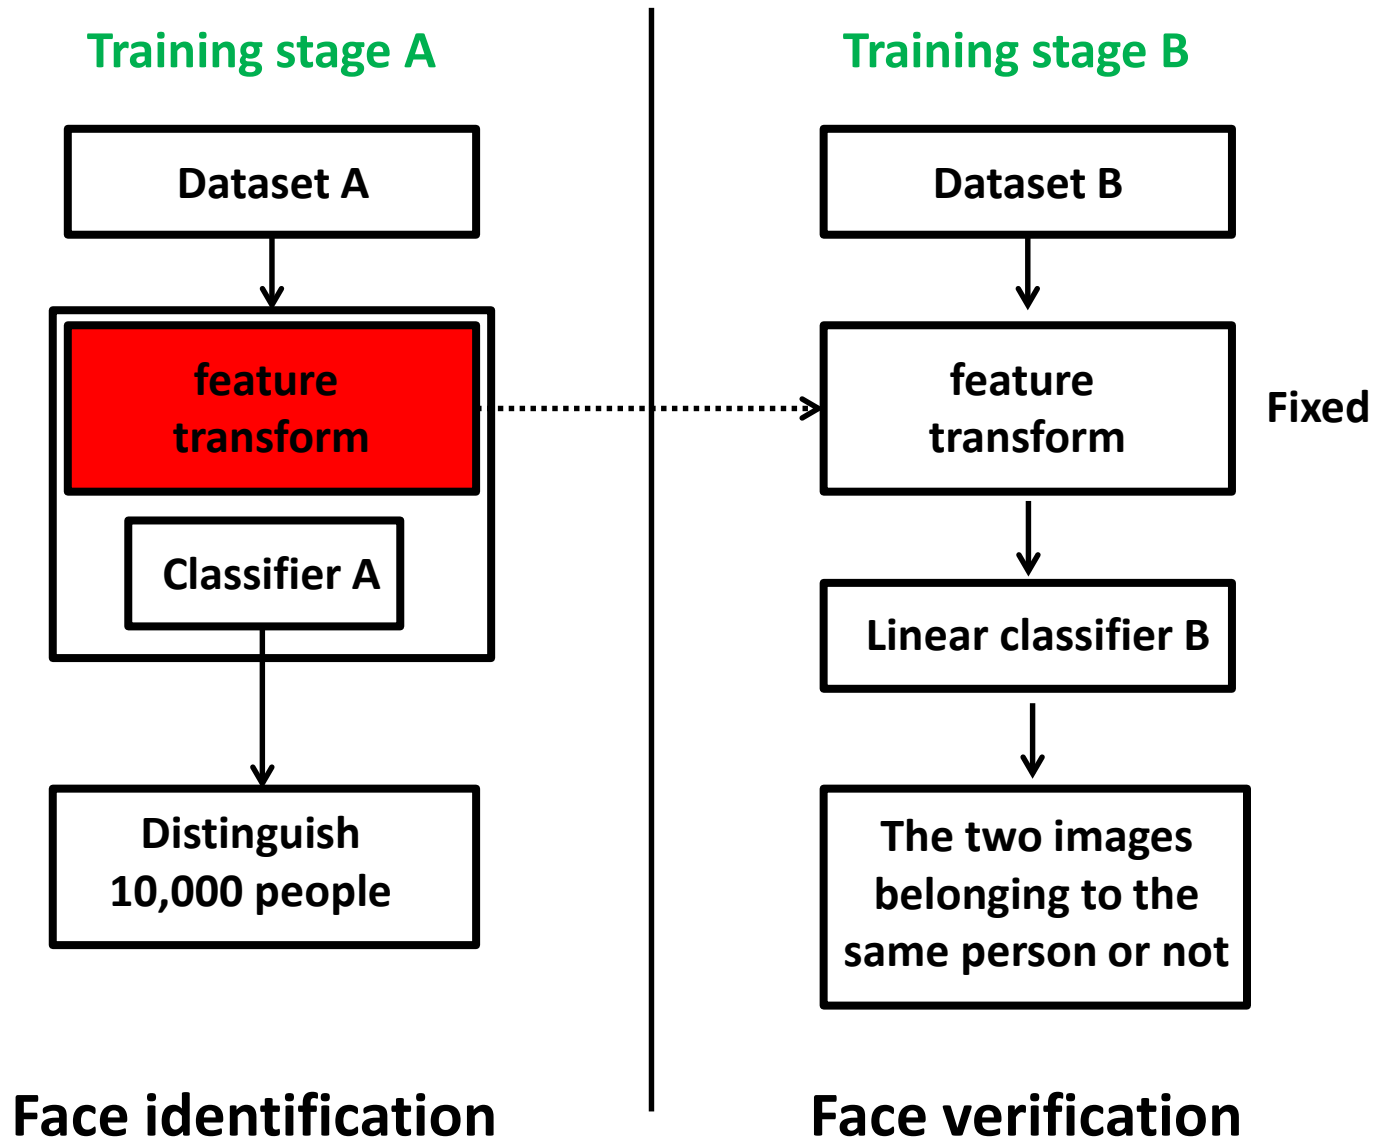 Training stage A
Dataset A
feature
transform
Classifier A
Distinguish
10,000 people
Face identification
Training stage B
Dataset B
feature
transform
Fixed
Linear classifier B
The two images
belonging to the
same person or not
Face verification